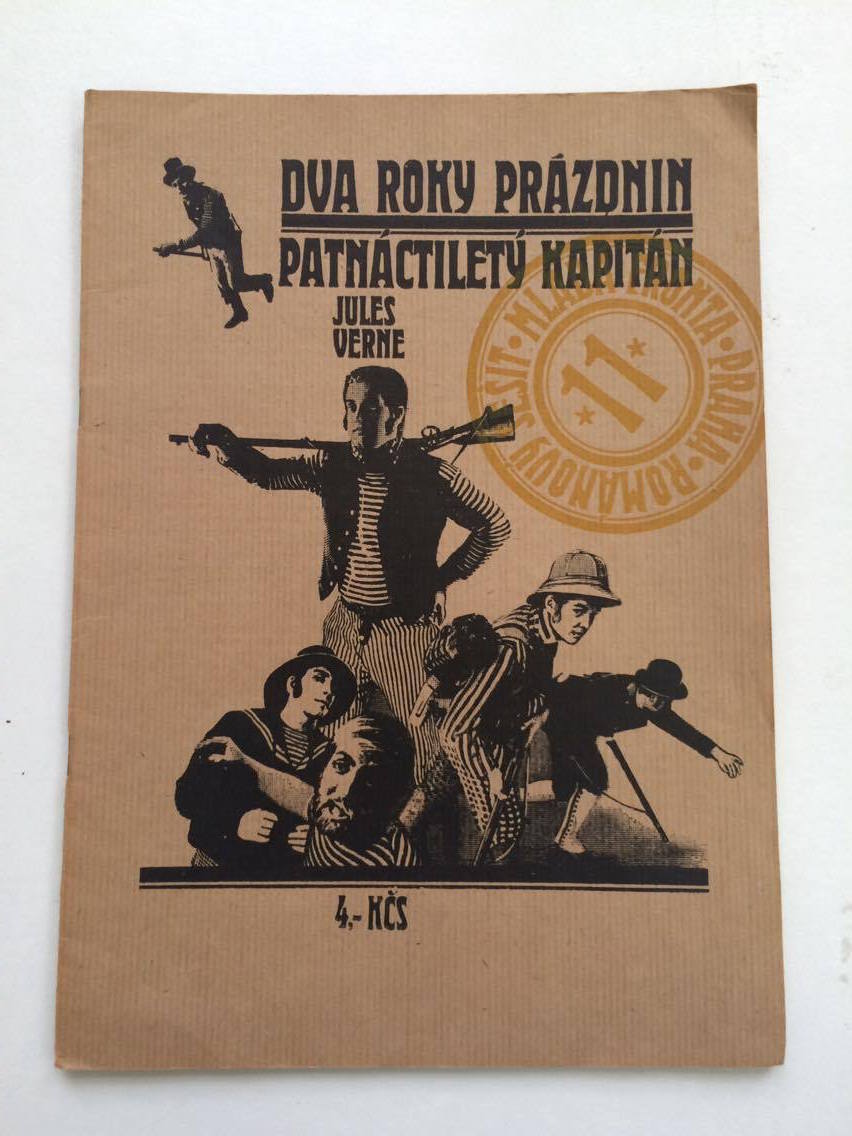 DVA ROKY PRÁZDNIN
PATNÁCTILETÝ KAPITÁN
JULES
VERNE
MLADÁ FRONTA • PRAHA • ROMÁNOVÝ SEŠIT •
* 11 *
4,- KČS